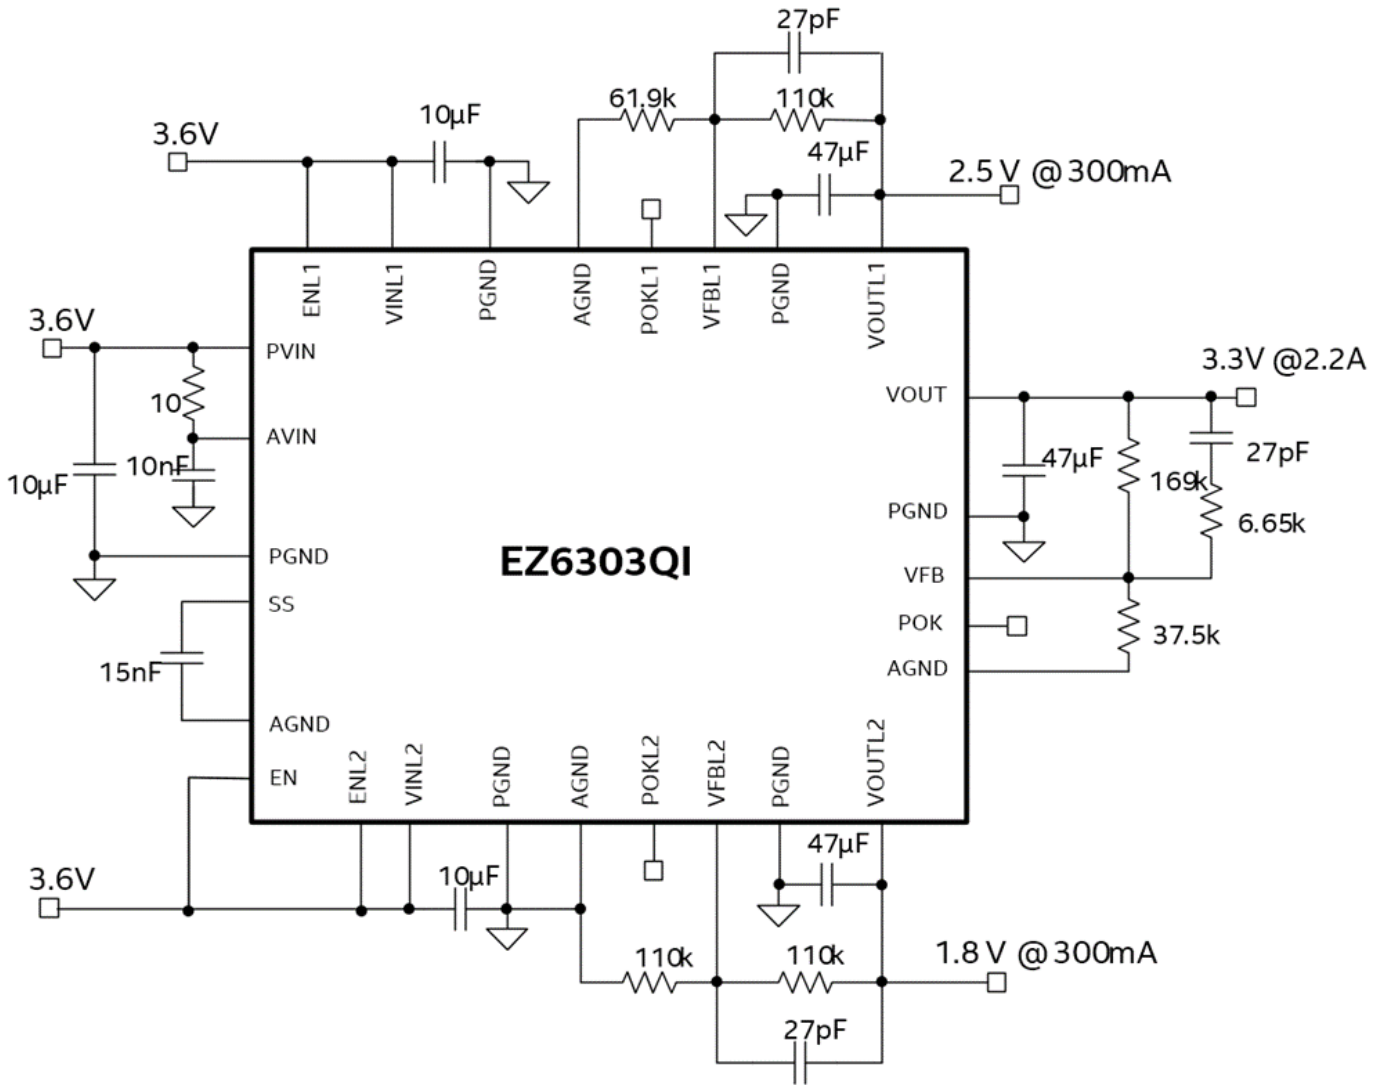 27pF
61.9k
110k
10µF
3.6V
47µF
2.5 V @ 300mA
ENL1
VINL1
PGND
AGND
POKL1
VFBL1
PGND
VOUTL1
3.6V
PVIN
3.3V @2.2A
VOUT
10
AVIN
10nF
10µF
47µF
27pF
169k
PGND
6.65k
EZ6303QI
PGND
VFB
SS
POK
37.5k
15nF
AGND
AGND
EN
ENL2
VINL2
PGND
AGND
POKL2
VFBL2
PGND
VOUTL2
47µF
3.6V
10µF
110k
110k
1.8 V @ 300mA
27pF